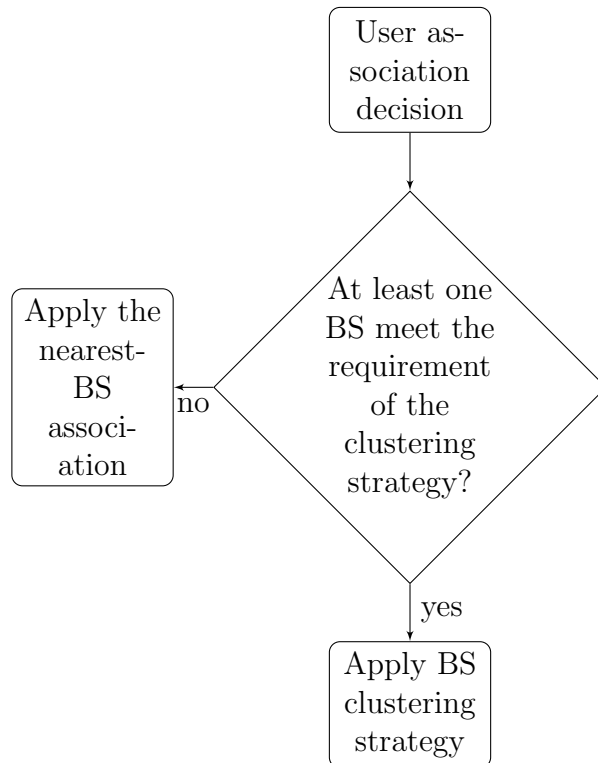 User as-
sociation
decision
At least one
BS meet the
requirement
of the
clustering
strategy?
Apply the
nearest-
BS
associ-
ation
no
yes
Apply BS
clustering
strategy